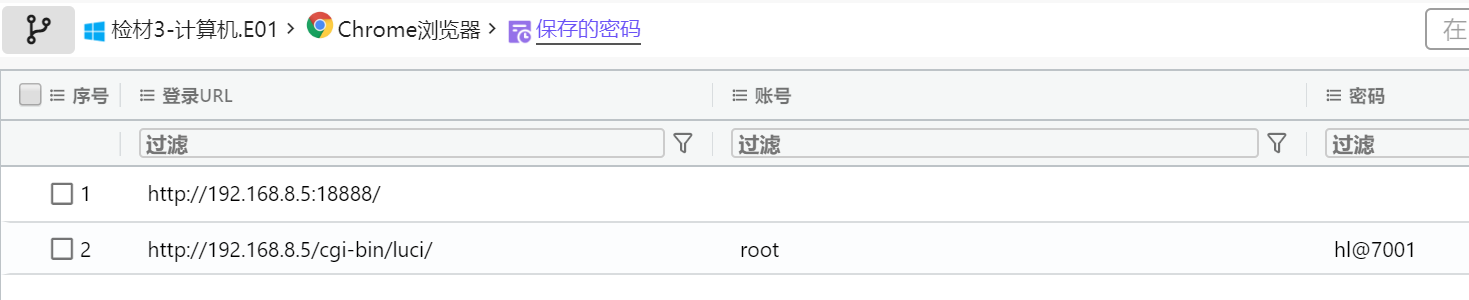 检材3-计算机.E01 > Chrome浏览器 > 保存的密码
在
序号 登录URL 账号 密码
过滤 过滤 过滤
1 http://192.168.8.5:18888/
2 http://192.168.8.5/cgi-bin/luci/ root hl@7001